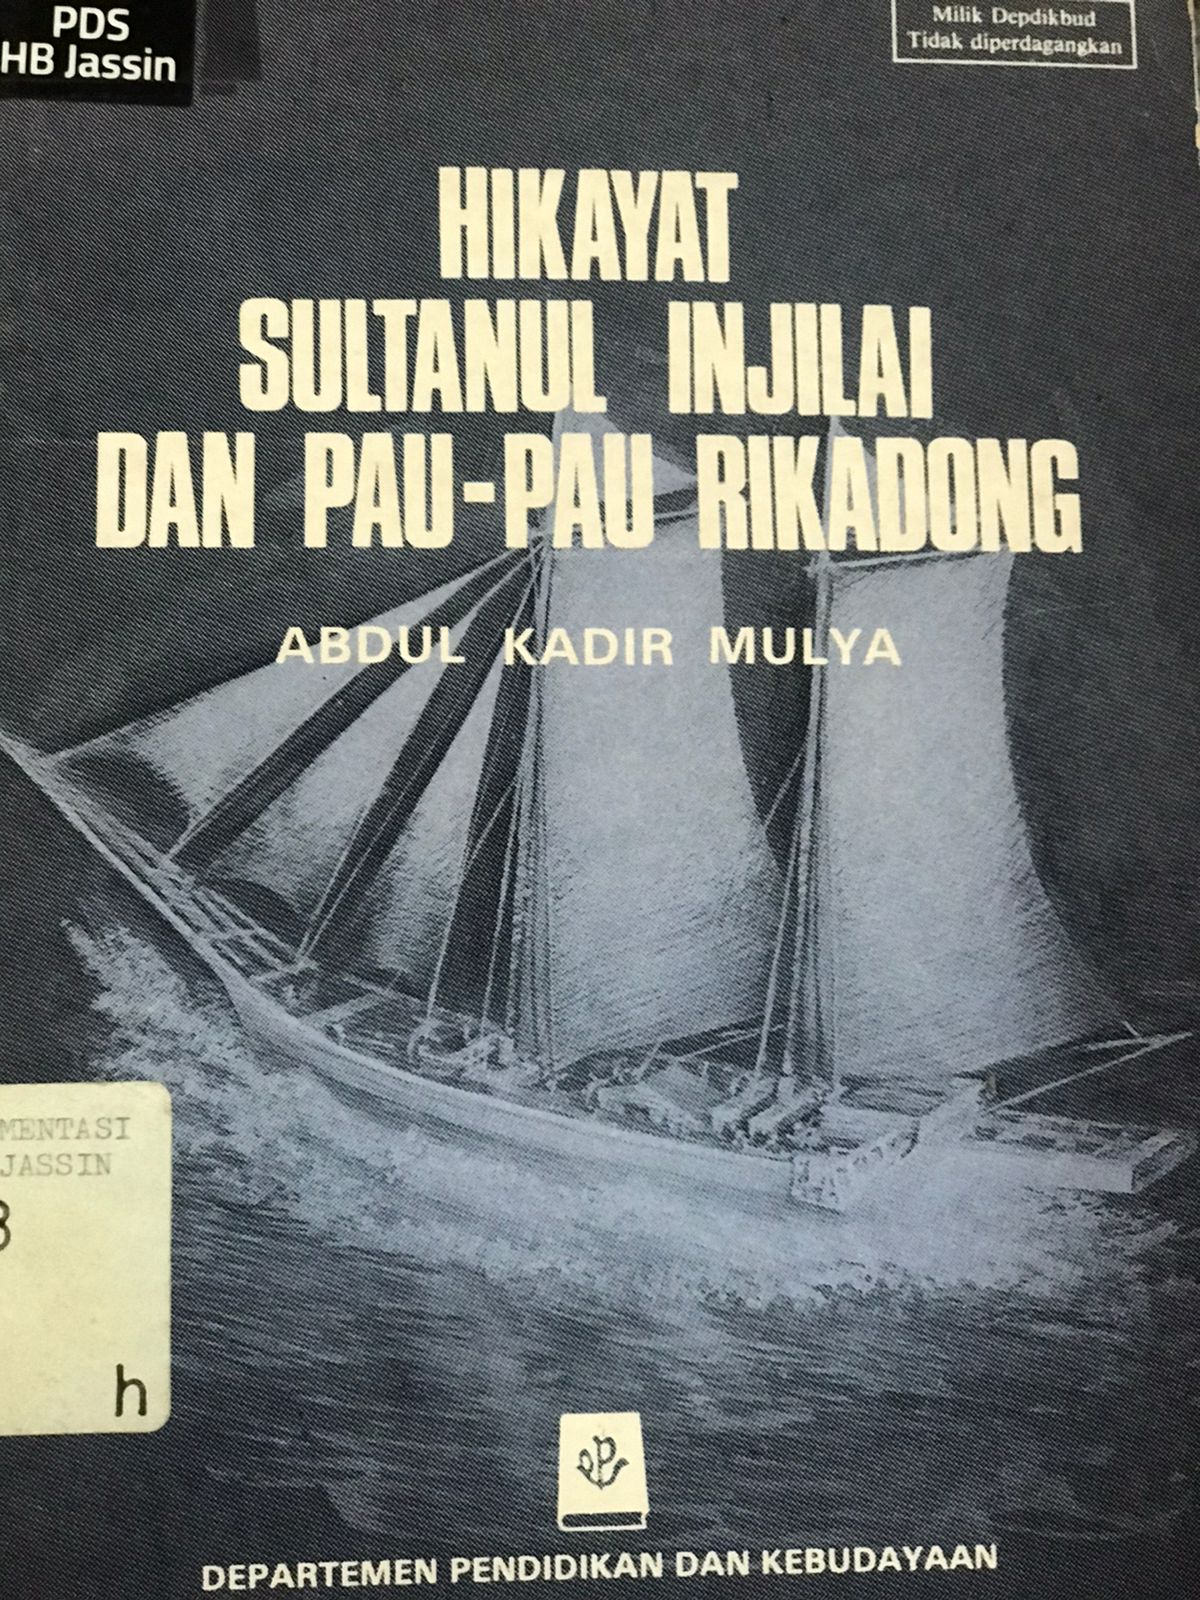 PDS
HB Jassin
Milik Depdikbud
Tidak diperdagangkan
HIKAYAT
SULTANUL INJILAI
DAN PAU-PAU RIKADONG
ABDUL KADIR MULYA
MENTASI
JASSIN
h
DEPARTEMEN PENDIDIKAN DAN KEBUDAYAAN